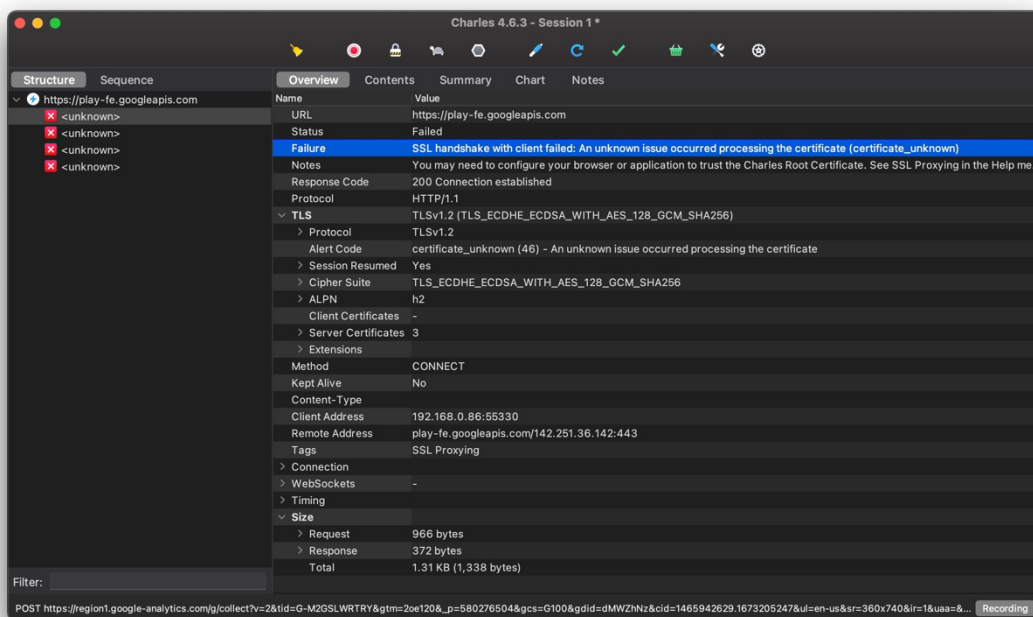 Charles 4.6.3 - Session 1 *
Structure Sequence
Overview Contents Summary Chart Notes
https://play-fe.googleapis.com
<unknown>
<unknown>
<unknown>
<unknown>
Name Value
URL https://play-fe.googleapis.com
Status Failed
Failure SSL handshake with client failed: An unknown issue occurred processing the certificate (certificate_unknown)
Notes You may need to configure your browser or application to trust the Charles Root Certificate. See SSL Proxying in the Help me
Response Code 200 Connection established
Protocol HTTP/1.1
TLS TLSv1.2 (TLS_ECDHE_ECDSA_WITH_AES_128_GCM_SHA256)
Protocol TLSv1.2
Alert Code certificate_unknown (46) - An unknown issue occurred processing the certificate
Session Resumed Yes
Cipher Suite TLS_ECDHE_ECDSA_WITH_AES_128_GCM_SHA256
ALPN h2
Client Certificates -
Server Certificates 3
Extensions
Method CONNECT
Kept Alive No
Content-Type
Client Address 192.168.0.86:55330
Remote Address play-fe.googleapis.com/142.251.36.142:443
Tags SSL Proxying
Connection
WebSockets -
Timing
Size
Request 966 bytes
Response 372 bytes
Total 1.31 KB (1,338 bytes)
Filter:
POST https://region1.google-analytics.com/g/collect?v=2&tid=G-M2GSLWRTRY&gtm=2oe120&_p=580276504&gcs=G100&gdid=dMWZhNz&cid=1465942629.1673205247&ul=en-us&sr=360x740&ir=1&uaa=&... Recording